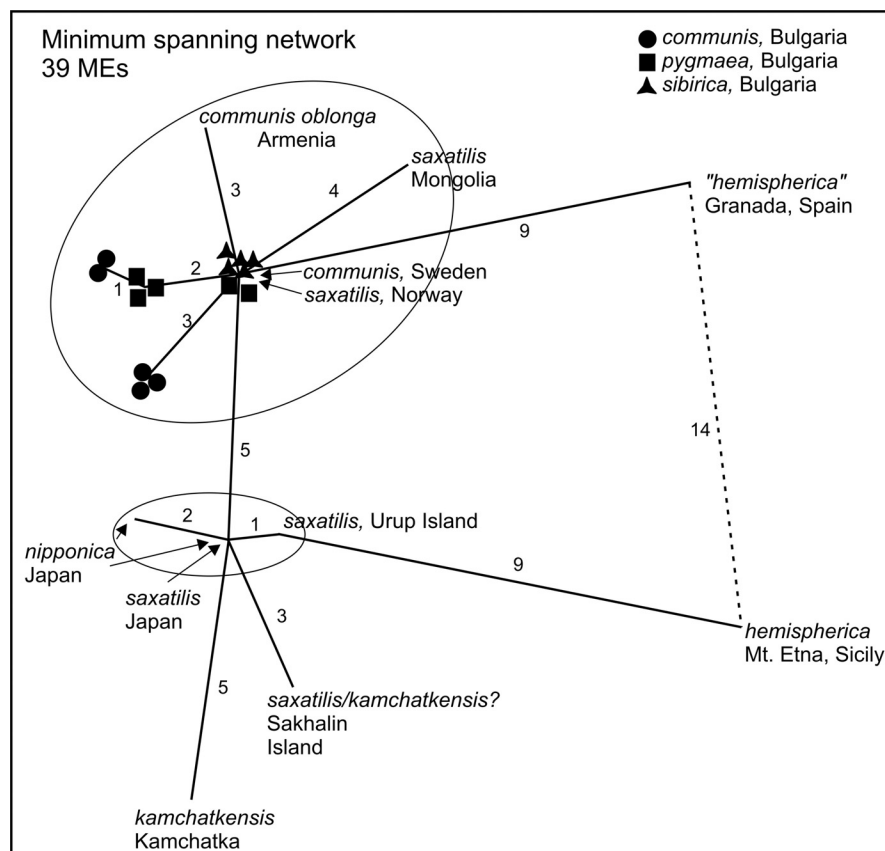 Minimum spanning network
39 MEs
communis, Bulgaria
pygmaea, Bulgaria
sibirica, Bulgaria
communis oblonga
Armenia
saxatilis
Mongolia
"hemispherica"
Granada, Spain
3
4
9
2
communis, Sweden
saxatilis, Norway
1
3
14
5
2
1
saxatilis, Urup Island
nipponica
Japan
saxatilis
Japan
9
3
hemispherica
Mt. Etna, Sicily
5
saxatilis/kamchatkensis?
Sakhalin
Island
kamchatkensis
Kamchatka